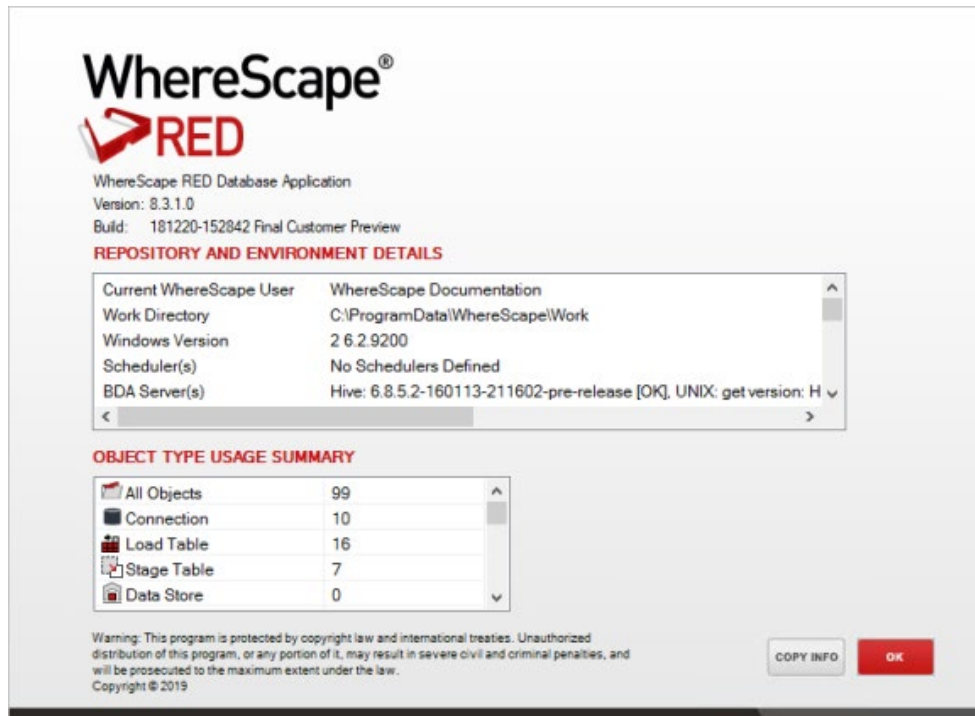 WhereScape®
RED
WhereScape RED Database Application
Version: 8.3.1.0
Build: 181220-152842 Final Customer Preview
REPOSITORY AND ENVIRONMENT DETAILS
Current WhereScape User WhereScape Documentation
Work Directory C:\ProgramData\WhereScape\Work
Windows Version 2 6.2.9200
Scheduler(s) No Schedulers Defined
BDA Server(s) Hive: 6.8.5.2-160113-211602-pre-release [OK], UNIX: get version: H
OBJECT TYPE USAGE SUMMARY
All Objects 99
Connection 10
Load Table 16
Stage Table 7
Data Store 0
Warning: This program is protected by copyright law and international treaties. Unauthorized
distribution of this program, or any portion of it, may result in severe civil and criminal penalties, and
will be prosecuted to the maximum extent under the law.
Copyright © 2019
COPY INFO
OK